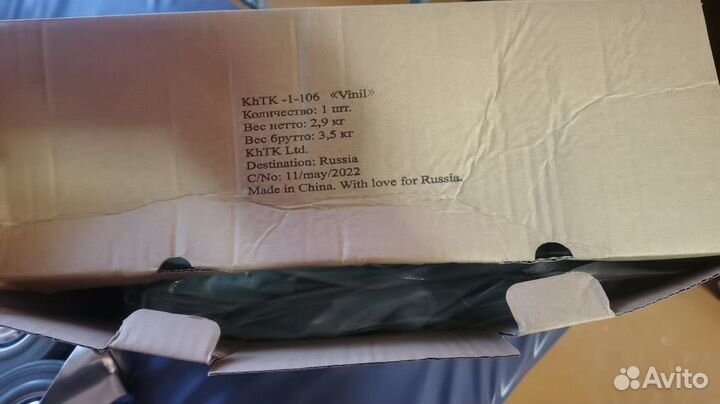 KhTK -1-106 «Vinil»
Количество: 1 шт.
Вес нетто: 2,9 кг
Вес брутто: 3,5 кг
KhTK Ltd.
Destination: Russia
C/No: 11/may/2022
Made in China. With love for Russia.
Avito